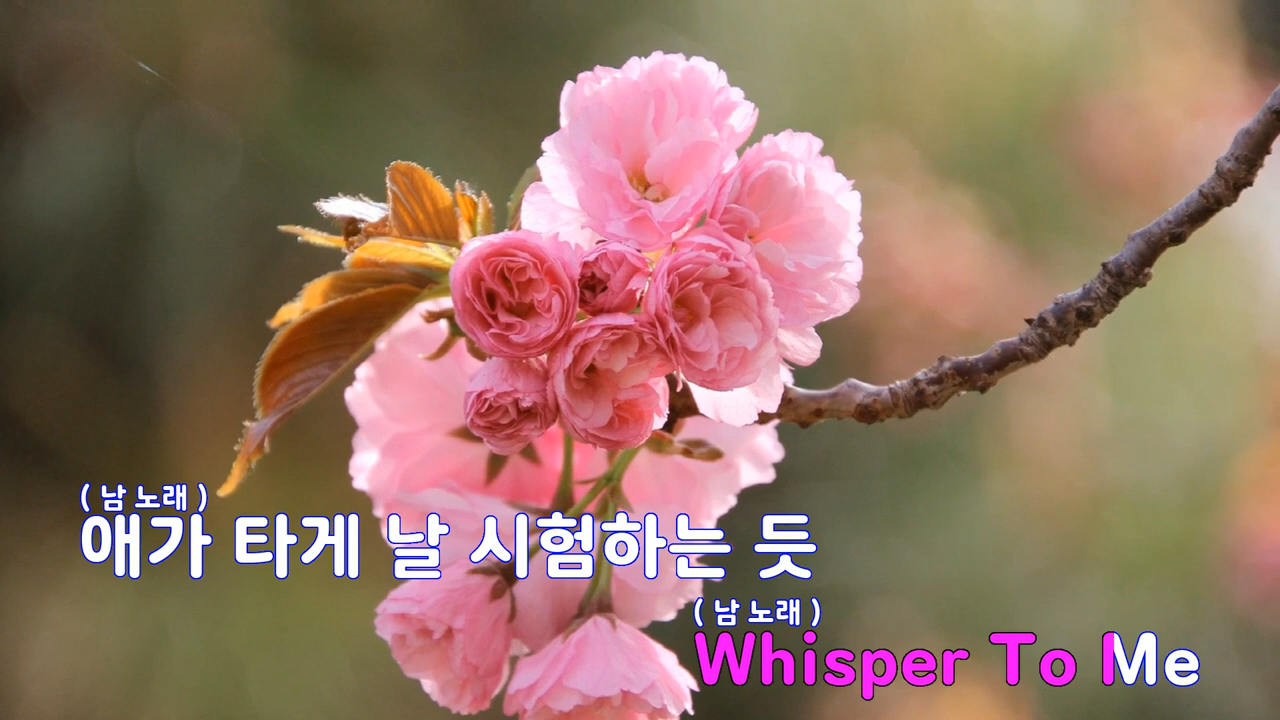 ( 남 노래 )
애가 타게 날 시험하는 듯
( 남 노래 )
Whisper To Me